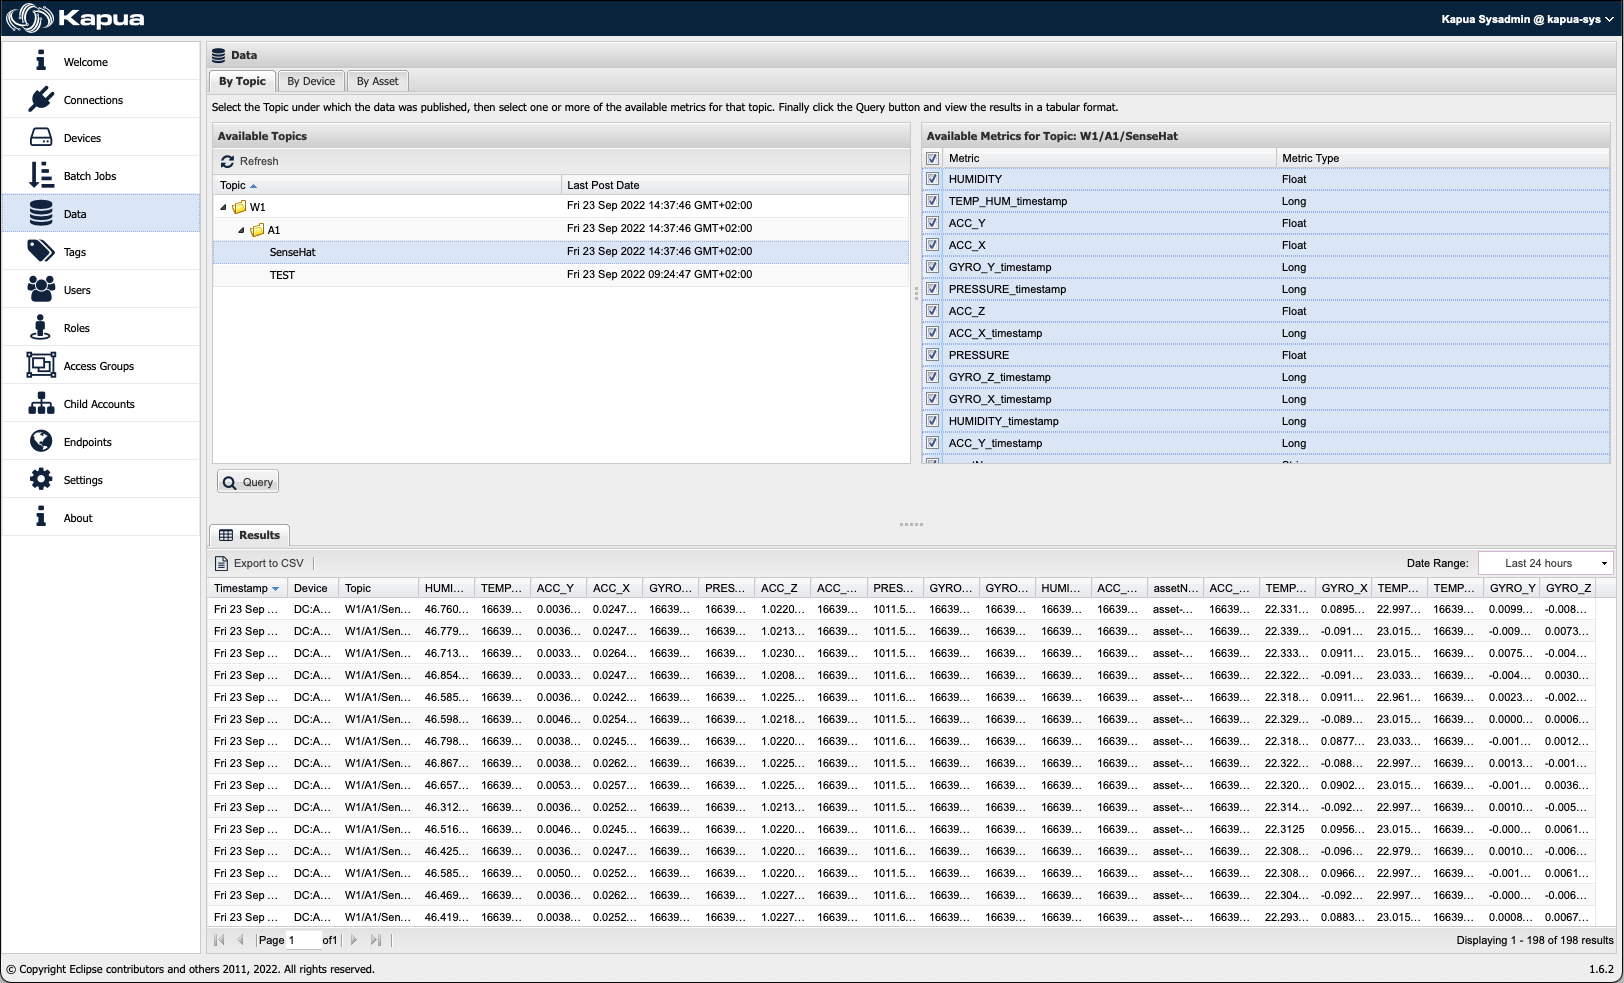 Kapua
Kapua Sysadmin @ kapua-sys
Welcome
Connections
Devices
Batch Jobs
Data
Tags
Users
Roles
Access Groups
Child Accounts
Endpoints
Settings
About
Data
By Topic By Device By Asset
Select the Topic under which the data was published, then select one or more of the available metrics for that topic. Finally click the Query button and view the results in a tabular format.
Available Topics
Refresh
Topic Last Post Date
W1 Fri 23 Sep 2022 14:37:46 GMT+02:00
A1 Fri 23 Sep 2022 14:37:46 GMT+02:00
SenseHat Fri 23 Sep 2022 14:37:46 GMT+02:00
TEST Fri 23 Sep 2022 09:24:47 GMT+02:00
Available Metrics for Topic: W1/A1/SenseHat
Metric Metric Type
HUMIDITY Float
TEMP_HUM_timestamp Long
ACC_Y Float
ACC_X Float
GYRO_Y_timestamp Long
PRESSURE_timestamp Long
ACC_Z Float
ACC_X_timestamp Long
PRESSURE Float
GYRO_Z_timestamp Long
GYRO_X_timestamp Long
HUMIDITY_timestamp Long
ACC_Y_timestamp Long
Query
Results
Export to CSV
Date Range: Last 24 hours
Timestamp Device Topic HUMI... TEMP... ACC_Y ACC_X GYRO... PRES... ACC_Z ACC_... PRES... GYRO... GYRO... HUMI... ACC_... assetN... ACC_... TEMP... GYRO_X TEMP... TEMP... GYRO_Y GYRO_Z
Fri 23 Sep ... DC:A... W1/A1/Sen... 46.760... 16639... 0.0036... 0.0247... 16639... 16639... 1.0220... 16639... 1011.5... 16639... 16639... 16639... 16639... asset-... 16639... 22.331... 0.0895... 22.997... 16639... 0.0099... -0.008...
Fri 23 Sep ... DC:A... W1/A1/Sen... 46.779... 16639... 0.0036... 0.0247... 16639... 16639... 1.0213... 16639... 1011.5... 16639... 16639... 16639... 16639... asset-... 16639... 22.339... -0.091... 23.015... 16639... -0.009... 0.0073...
Fri 23 Sep ... DC:A... W1/A1/Sen... 46.713... 16639... 0.0033... 0.0264... 16639... 16639... 1.0230... 16639... 1011.5... 16639... 16639... 16639... 16639... asset-... 16639... 22.333... 0.0911... 23.015... 16639... 0.0075... -0.004...
Fri 23 Sep ... DC:A... W1/A1/Sen... 46.854... 16639... 0.0033... 0.0247... 16639... 16639... 1.0208... 16639... 1011.6... 16639... 16639... 16639... 16639... asset-... 16639... 22.322... -0.091... 23.033... 16639... -0.004... 0.0030...
Fri 23 Sep ... DC:A... W1/A1/Sen... 46.585... 16639... 0.0036... 0.0242... 16639... 16639... 1.0225... 16639... 1011.6... 16639... 16639... 16639... 16639... asset-... 16639... 22.318... 0.0911... 22.961... 16639... 0.0023... -0.002...
Fri 23 Sep ... DC:A... W1/A1/Sen... 46.598... 16639... 0.0046... 0.0254... 16639... 16639... 1.0218... 16639... 1011.5... 16639... 16639... 16639... 16639... asset-... 16639... 22.329... -0.089... 23.015... 16639... 0.0000... 0.0006...
Fri 23 Sep ... DC:A... W1/A1/Sen... 46.798... 16639... 0.0038... 0.0245... 16639... 16639... 1.0220... 16639... 1011.5... 16639... 16639... 16639... 16639... asset-... 16639... 22.318... 0.0877... 23.033... 16639... -0.001... 0.0012...
Fri 23 Sep ... DC:A... W1/A1/Sen... 46.867... 16639... 0.0038... 0.0262... 16639... 16639... 1.0225... 16639... 1011.6... 16639... 16639... 16639... 16639... asset-... 16639... 22.322... -0.088... 22.997... 16639... 0.0013... -0.001...
Fri 23 Sep ... DC:A... W1/A1/Sen... 46.657... 16639... 0.0053... 0.0257... 16639... 16639... 1.0225... 16639... 1011.5... 16639... 16639... 16639... 16639... asset-... 16639... 22.320... 0.0902... 23.015... 16639... -0.001... 0.0036...
Fri 23 Sep ... DC:A... W1/A1/Sen... 46.312... 16639... 0.0036... 0.0252... 16639... 16639... 1.0213... 16639... 1011.5... 16639... 16639... 16639... 16639... asset-... 16639... 22.314... -0.092... 22.997... 16639... 0.0010... -0.005...
Fri 23 Sep ... DC:A... W1/A1/Sen... 46.516... 16639... 0.0046... 0.0245... 16639... 16639... 1.0220... 16639... 1011.5... 16639... 16639... 16639... 16639... asset-... 16639... 22.3125 0.0956... 23.015... 16639... -0.000... 0.0061...
Fri 23 Sep ... DC:A... W1/A1/Sen... 46.425... 16639... 0.0036... 0.0247... 16639... 16639... 1.0220... 16639... 1011.6... 16639... 16639... 16639... 16639... asset-... 16639... 22.308... -0.096... 22.979... 16639... 0.0010... -0.006...
Fri 23 Sep ... DC:A... W1/A1/Sen... 46.585... 16639... 0.0050... 0.0252... 16639... 16639... 1.0220... 16639... 1011.5... 16639... 16639... 16639... 16639... asset-... 16639... 22.308... 0.0966... 22.997... 16639... -0.001... 0.0061...
Fri 23 Sep ... DC:A... W1/A1/Sen... 46.469... 16639... 0.0036... 0.0262... 16639... 16639... 1.0227... 16639... 1011.6... 16639... 16639... 16639... 16639... asset-... 16639... 22.304... -0.092... 22.997... 16639... -0.000... -0.006...
Fri 23 Sep ... DC:A... W1/A1/Sen... 46.419... 16639... 0.0038... 0.0252... 16639... 16639... 1.0227... 16639... 1011.6... 16639... 16639... 16639... 16639... asset-... 16639... 22.293... 0.0883... 23.015... 16639... 0.0008... 0.0067...
Page 1 of1
Displaying 1 - 198 of 198 results
© Copyright Eclipse contributors and others 2011, 2022. All rights reserved.
1.6.2